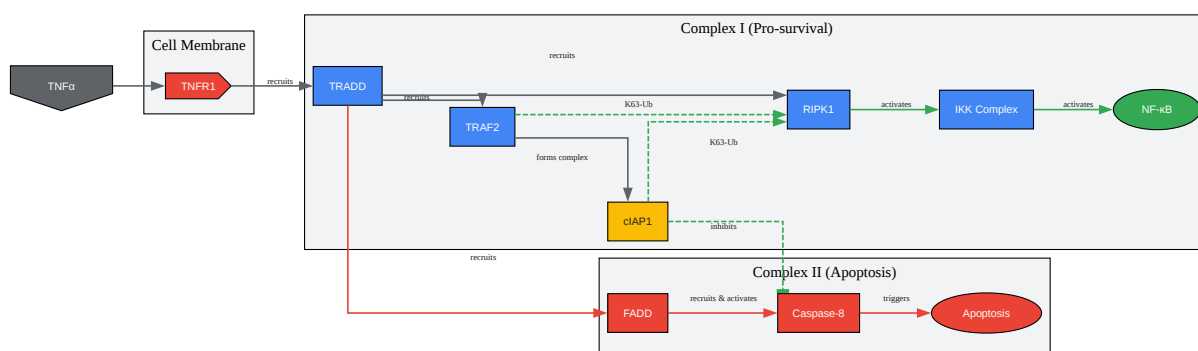 Complex I (Pro-survival)
Cell Membrane
recruits
TNFα
TNFR1
recruits
TRADD
recruits
K63-Ub
RIPK1
activates
IKK Complex
activates
NF-κB
TRAF2
K63-Ub
forms complex
cIAP1
inhibits
recruits
Complex II (Apoptosis)
FADD
recruits & activates
Caspase-8
triggers
Apoptosis